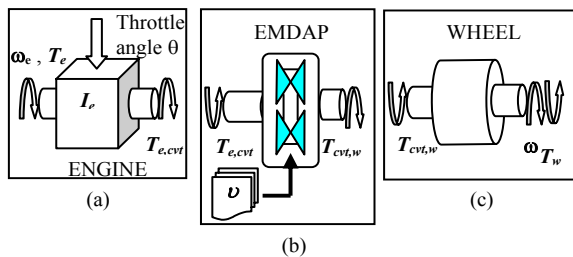 Throttle
angle θ
ωe , Te
Ie
Te,cvt
ENGINE
(a)
EMDAP
Te,cvt
Tcvt,w
υ
(b)
WHEEL
Tcvt,w
ω
Tw
(c)